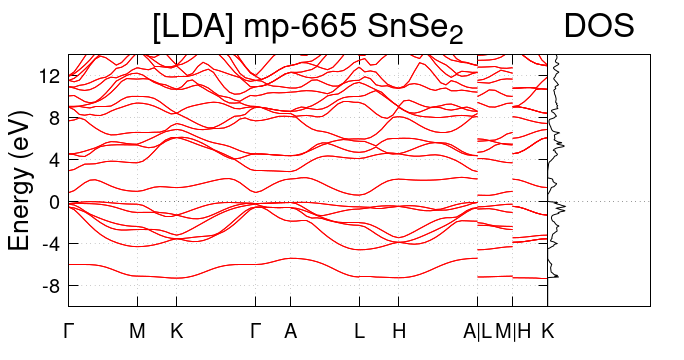 [LDA] mp-665 SnSe2 DOS
Energy (eV)
12
8
4
0
-4
-8
Γ M K Γ A L H A|L M|H K